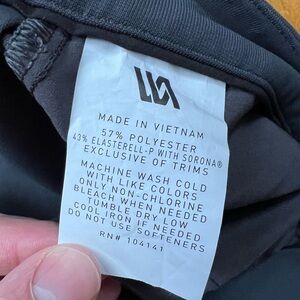 MADE IN VIETNAM
57% POLYESTER
43% ELASTERELL-P WITH SORONA®
EXCLUSIVE OF TRIMS
MACHINE WASH COLD
WITH LIKE COLORS
ONLY NON-CHLORINE
BLEACH WHEN NEEDED
TUMBLE DRY LOW
COOL IRON IF NEEDED
DO NOT USE SOFTENERS
RN# 104141